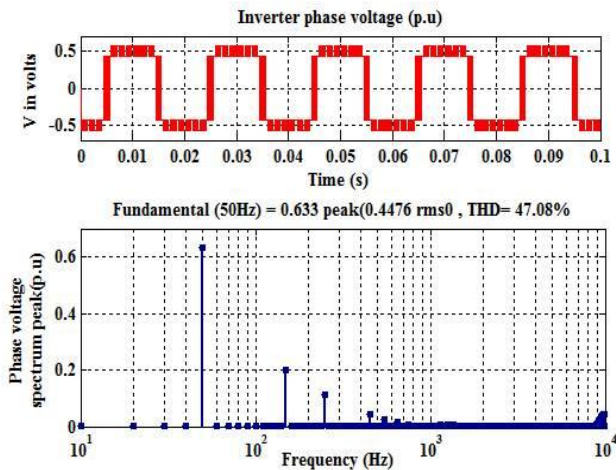 Inverter phase voltage (p.u)
V in volts
0.5
0
-0.5
0 0.01 0.02 0.03 0.04 0.05 0.06 0.07 0.08 0.09 0.1
Time (s)
Fundamental (50Hz) = 0.633 peak(0.4476 rms0 , THD= 47.08%
Phase voltage
spectrum peak(p.u)
0.6
0.4
0.2
0
10^1 10^2 10^3 10^4
Frequency (Hz)